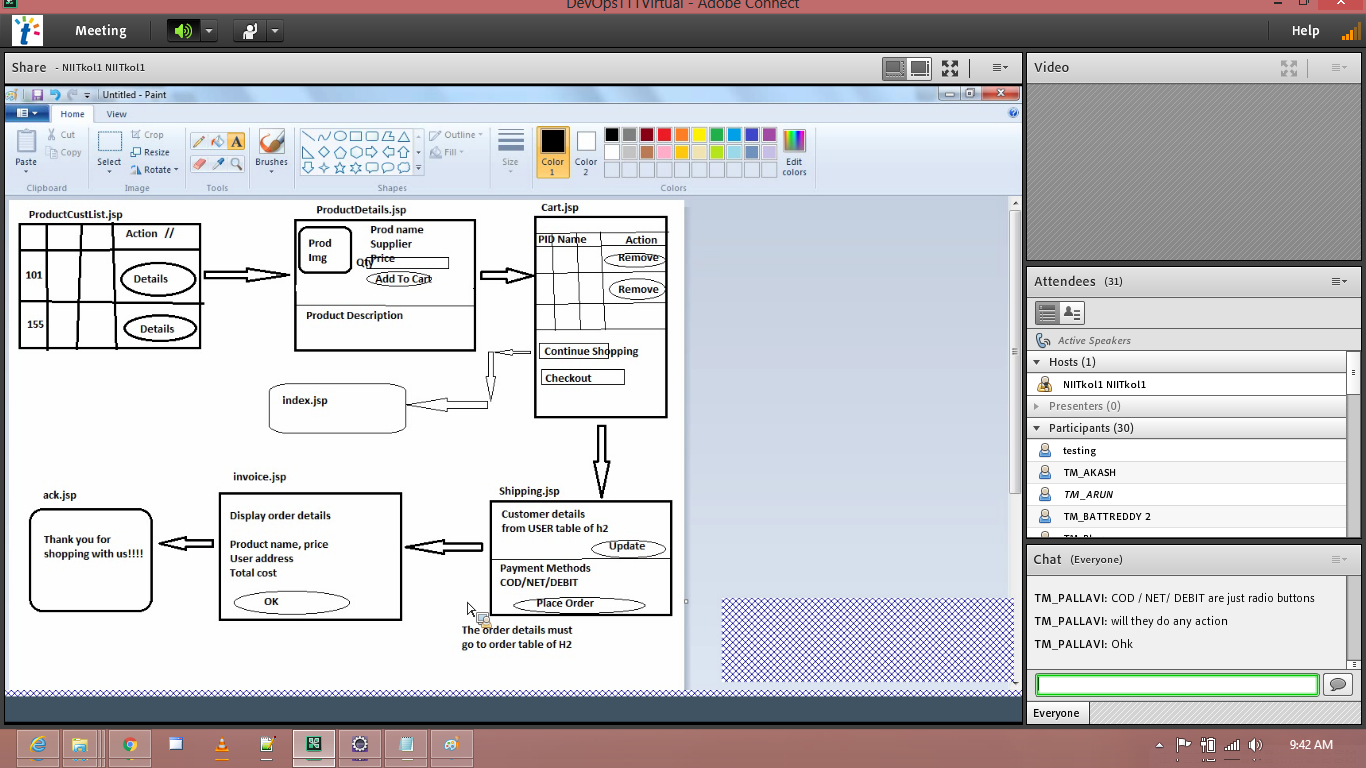 DevOps111Virtual - Adobe Connect
Meeting
Help
Share - NIITkol1 NIITkol1
Untitled - Paint
Home
View
Paste
Cut
Copy
Clipboard
Select
Crop
Resize
Rotate
Image
A
Tools
Brushes
Shapes
Outline
Fill
Size
Color
1
Color
2
Edit
colors
Colors
ProductCustList.jsp
Action //
101
Details
155
Details
ProductDetails.jsp
Prod
Img
Prod name
Supplier
Price
Qty
Add To Cart
Product Description
Cart.jsp
PID Name
Action
Remove
Remove
Continue Shopping
Checkout
index.jsp
Shipping.jsp
Customer details
from USER table of h2
Update
Payment Methods
COD/NET/DEBIT
Place Order
The order details must
go to order table of H2
invoice.jsp
Display order details
Product name, price
User address
Total cost
OK
ack.jsp
Thank you for
shopping with us!!!!
Video
Attendees (31)
Active Speakers
Hosts (1)
NIITkol1 NIITkol1
Presenters (0)
Participants (30)
testing
TM_AKASH
TM_ARUN
TM_BATTREDDY 2
Chat (Everyone)
TM_PALLAVI: COD / NET/ DEBIT are just radio buttons
TM_PALLAVI: will they do any action
TM_PALLAVI: Ohk
Everyone
9:42 AM